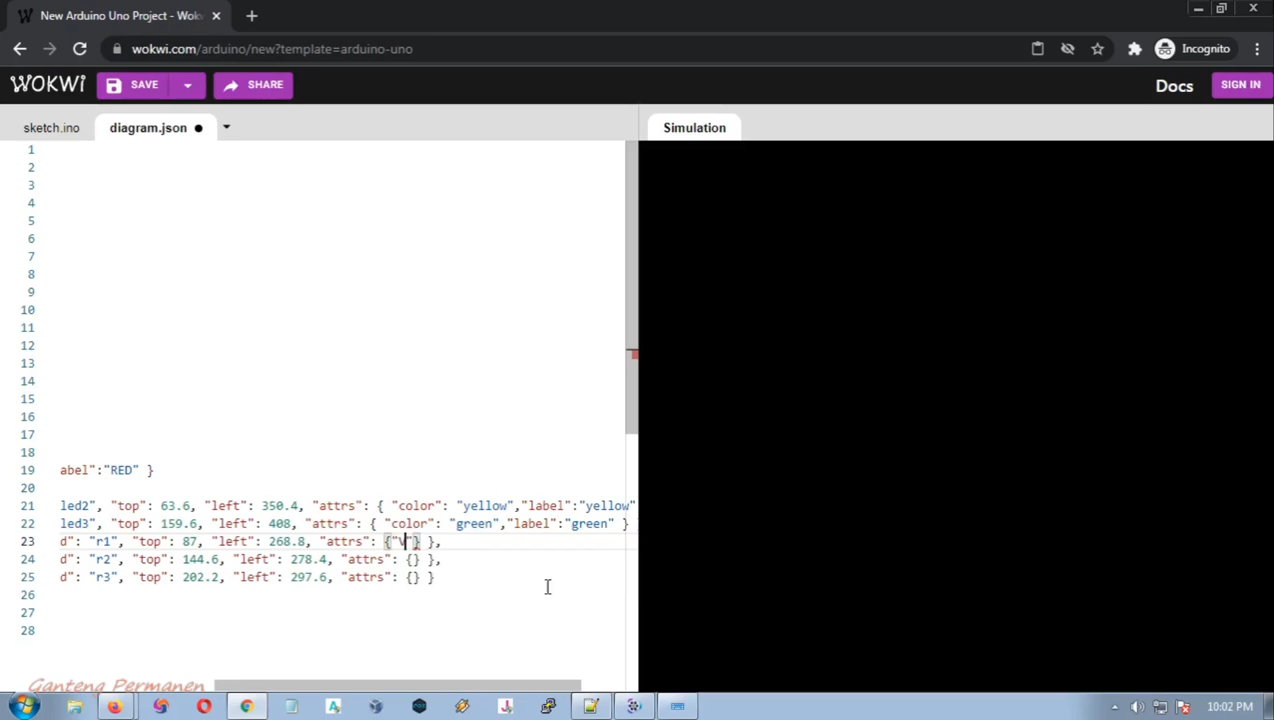 New Arduino Uno Project - Wok
wokwi.com/arduino/new?template=arduino-uno
Incognito
WOKWI
SAVE
SHARE
Docs
SIGN IN
sketch.ino
diagram.json
Simulation
1
2
3
4
5
6
7
8
9
10
11
12
13
14
15
16
17
18
19 abel":"RED" }
20
21 led2", "top": 63.6, "left": 350.4, "attrs": { "color": "yellow","label":"yellow"
22 led3", "top": 159.6, "left": 408, "attrs": { "color": "green","label":"green" }
23 d": "r1", "top": 87, "left": 268.8, "attrs": {"V"} },
24 d": "r2", "top": 144.6, "left": 278.4, "attrs": {} },
25 d": "r3", "top": 202.2, "left": 297.6, "attrs": {} }
26
27
28
Ganteng Permanen
10:02 PM